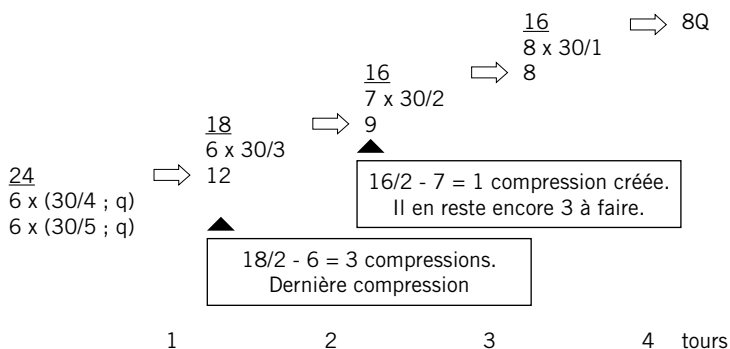 24
6 x (30/4 ; q)
6 x (30/5 ; q)
18
6 x 30/3
12
16
7 x 30/2
9
16
8 x 30/1
8
8Q
16/2 - 7 = 1 compression créée.
Il en reste encore 3 à faire.
18/2 - 6 = 3 compressions.
Dernière compression
1 2 3 4 tours